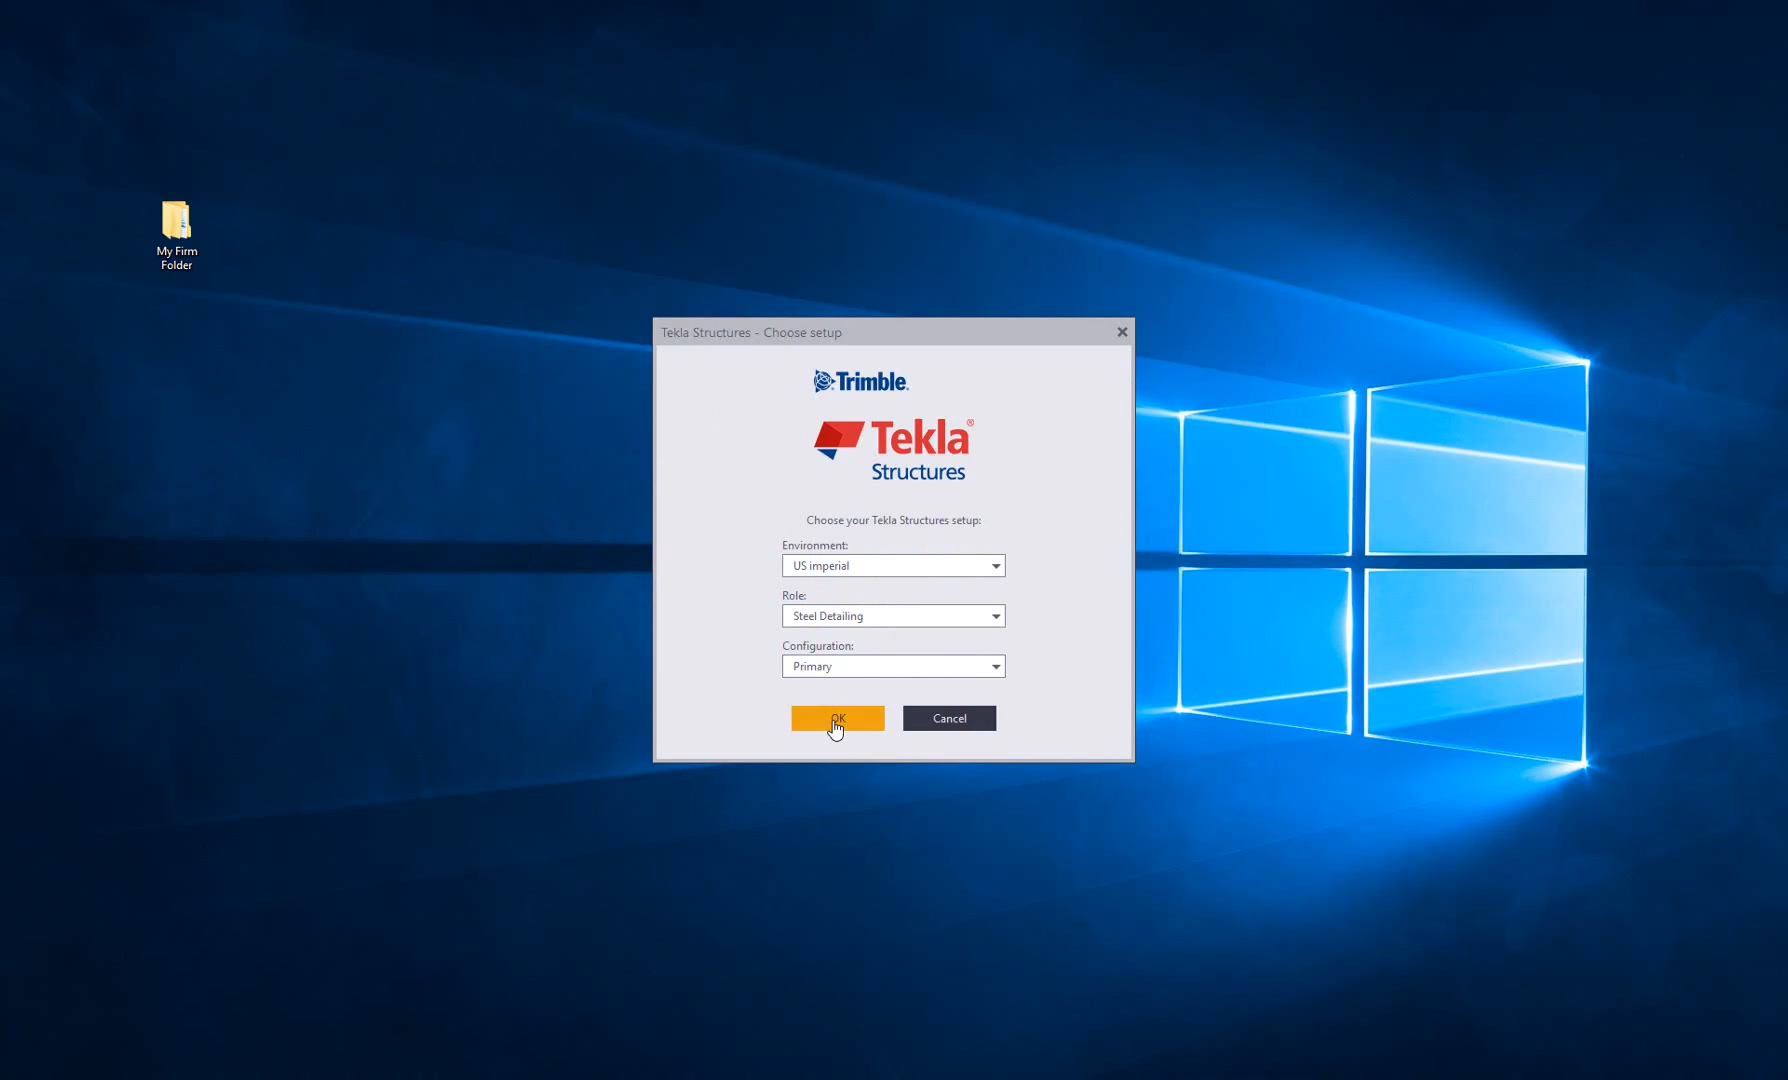 My Firm
Folder
Tekla Structures - Choose setup
Trimble®
Tekla®
Structures
Choose your Tekla Structures setup:
Environment:
US imperial
Role:
Steel Detailing
Configuration:
Primary
OK
Cancel